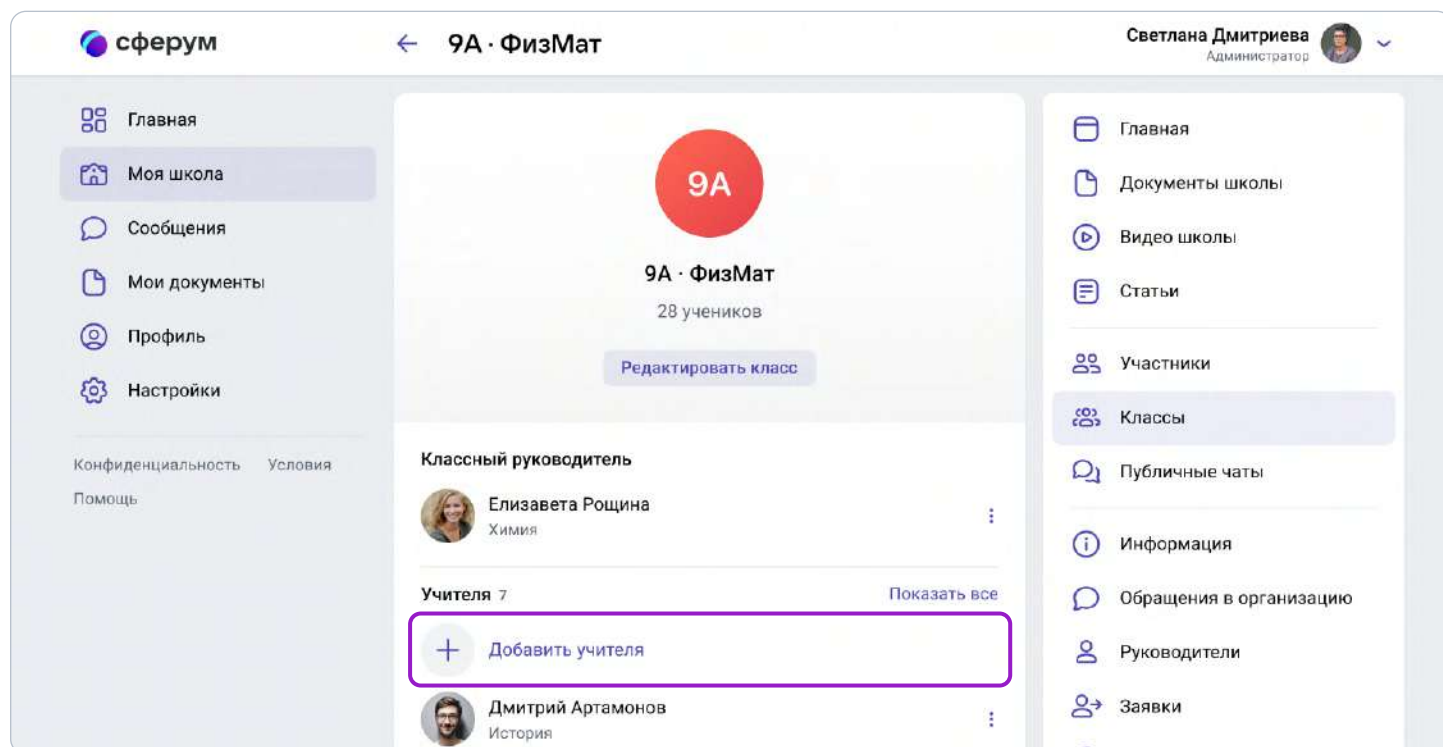 сферум
9А · ФизМат
Светлана Дмитриева
Администратор
Главная
Моя школа
Сообщения
Мои документы
Профиль
Настройки
Конфиденциальность Условия
Помощь
9А
9А · ФизМат
28 учеников
Редактировать класс
Классный руководитель
Елизавета Рощина
Химия
Учителя 7 Показать все
Добавить учителя
Дмитрий Артамонов
История
Главная
Документы школы
Видео школы
Статьи
Участники
Классы
Публичные чаты
Информация
Обращения в организацию
Руководители
Заявки